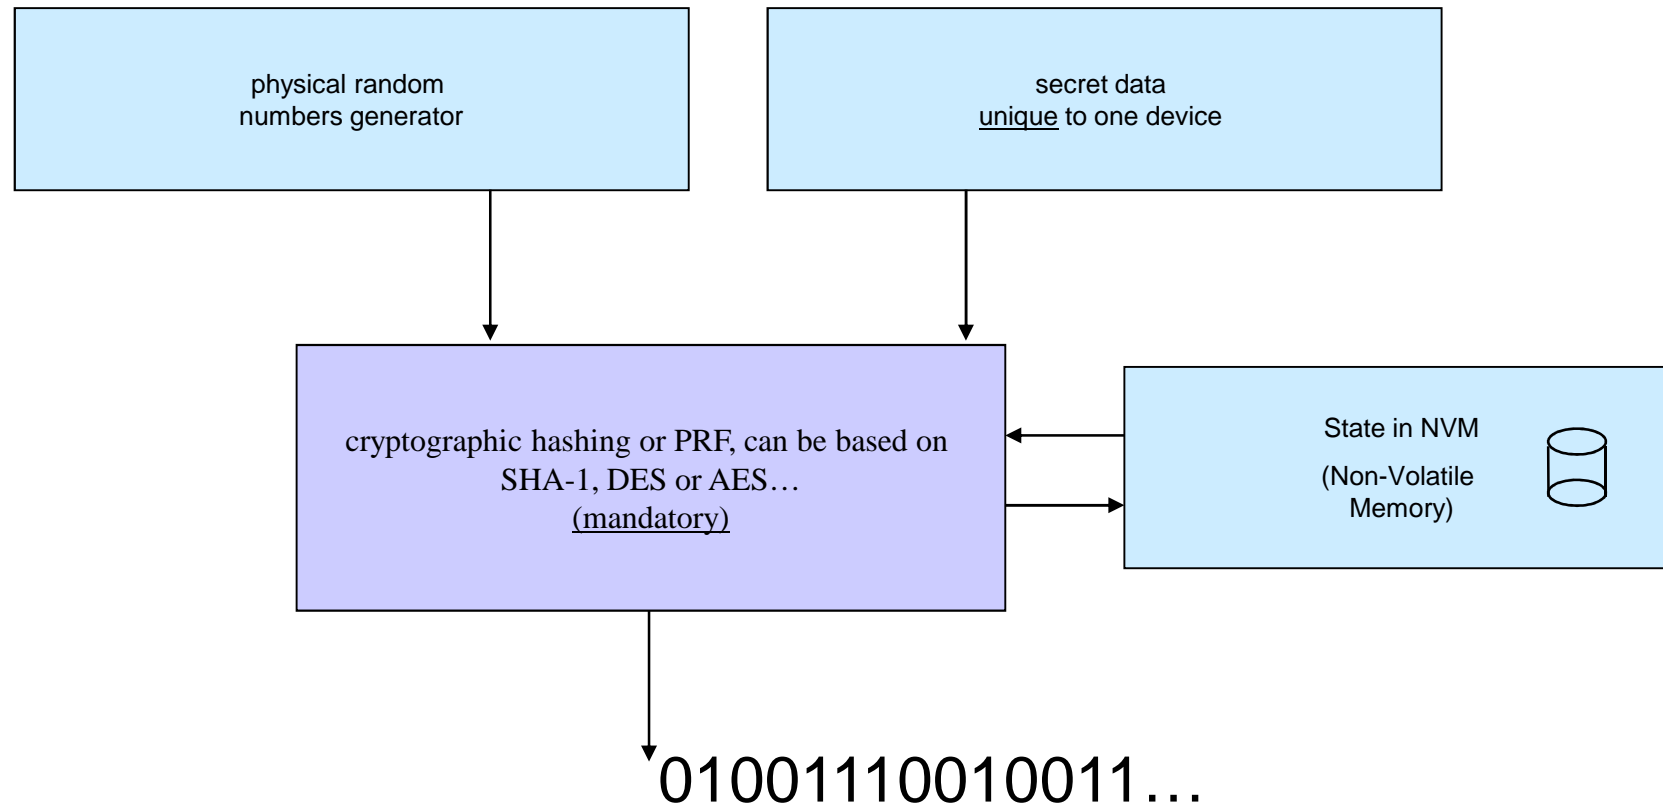 physical random
numbers generator
secret data
unique to one device
cryptographic hashing or PRF, can be based on
SHA-1, DES or AES…
(mandatory)
State in NVM
(Non-Volatile
Memory)
01001110010011…